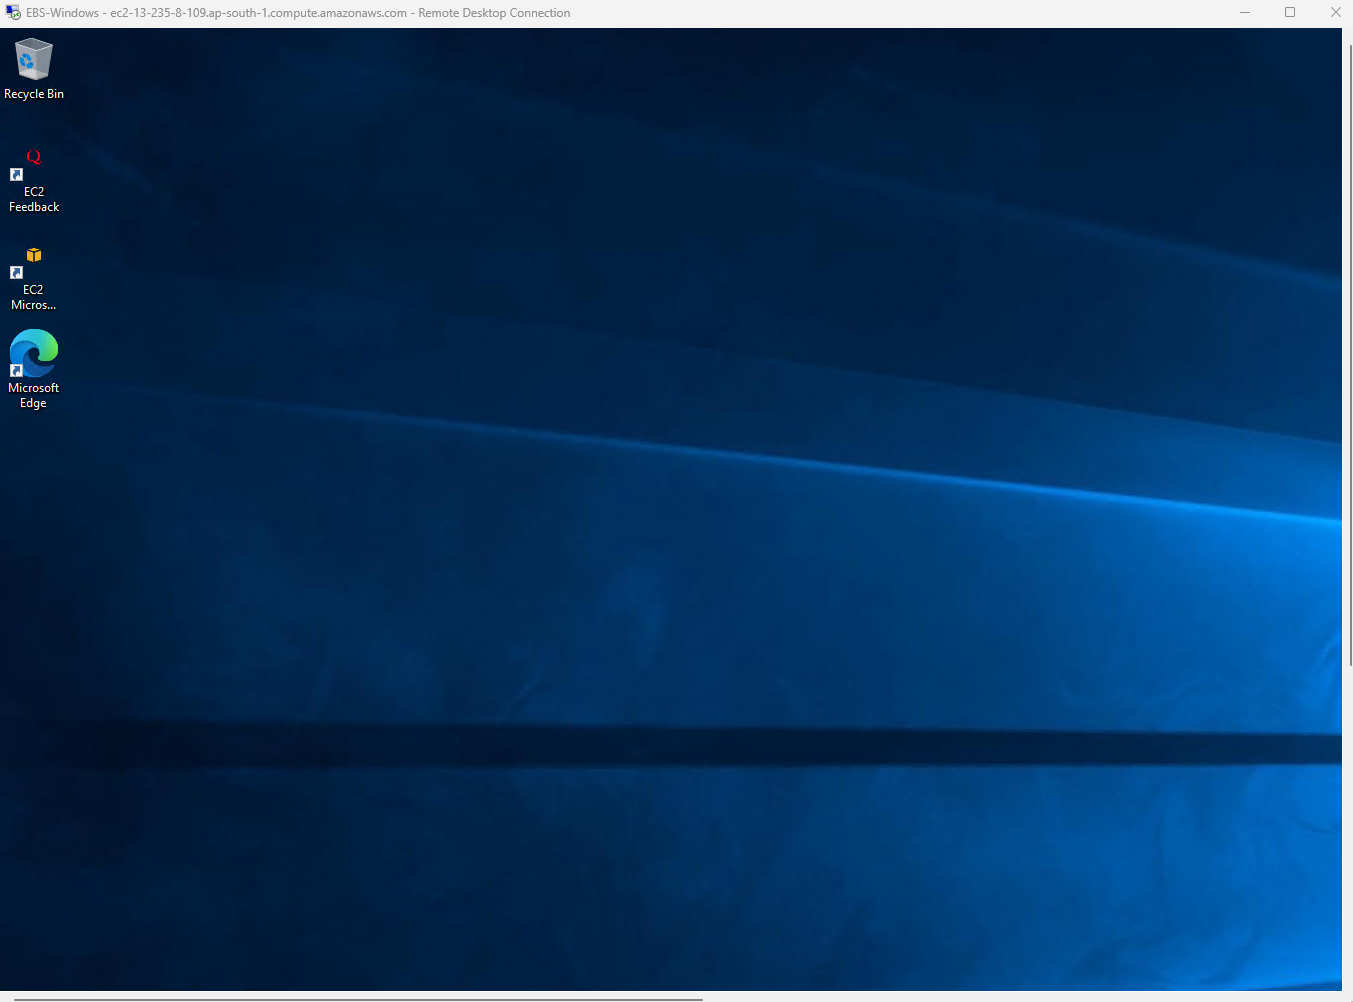 EBS-Windows - ec2-13-235-8-109.ap-south-1.compute.amazonaws.com - Remote Desktop Connection
Recycle Bin
Q
EC2
Feedback
EC2
Micros...
Microsoft
Edge